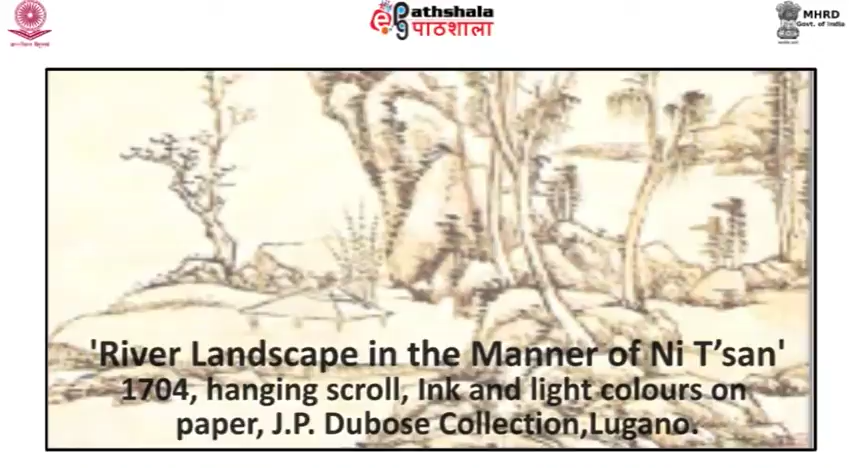 Pathshala
पाठशाला
MHRD
Govt. of India
'River Landscape in the Manner of Ni T’san'
1704, hanging scroll, Ink and light colours on
paper, J.P. Dubose Collection,Lugano.